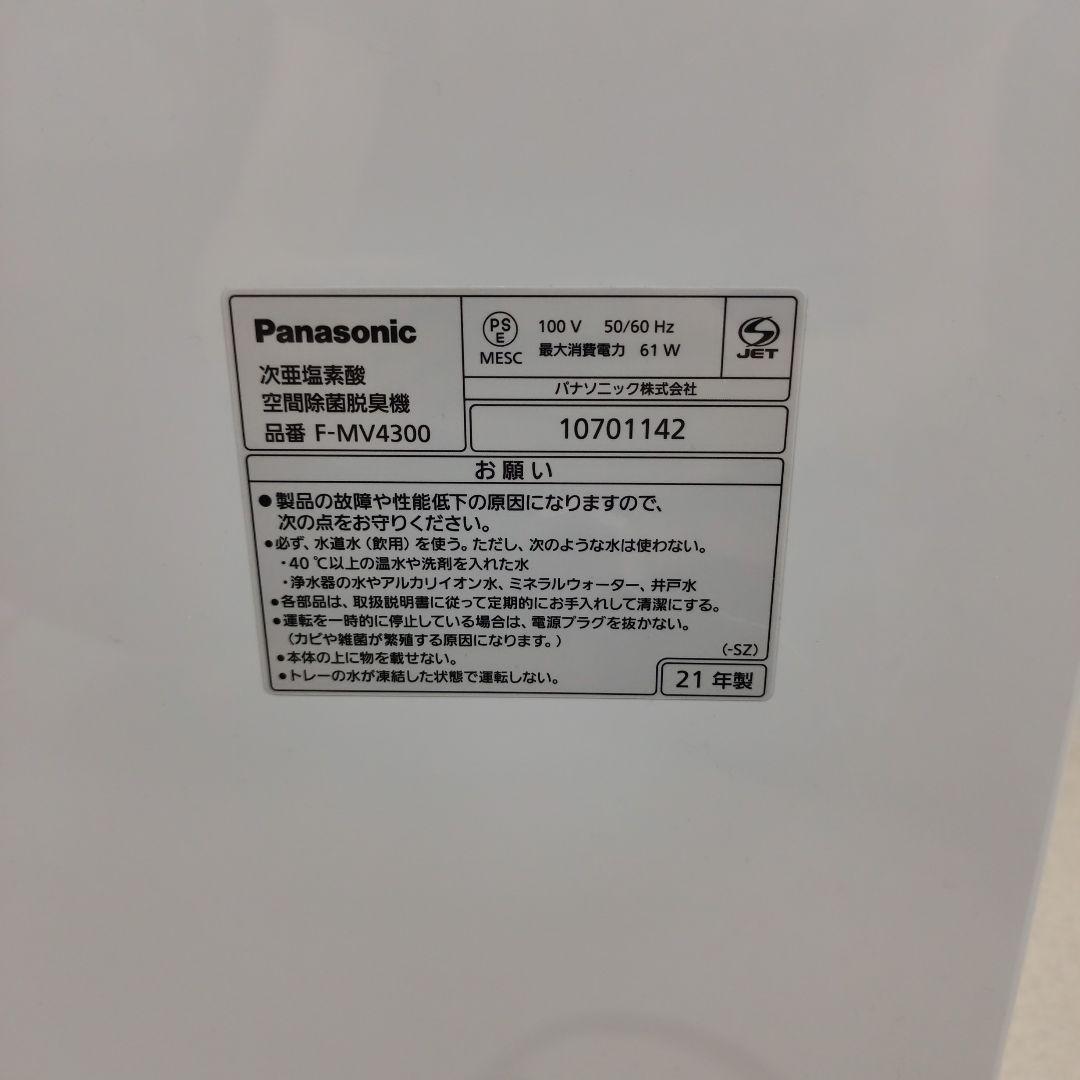 Panasonic
次亜塩素酸
空間除菌脱臭機
品番 F-MV4300
PS
E
MESC
100 V 50/60 Hz
最大消費電力 61 W
JET
パナソニック株式会社
10701142
お願い
●製品の故障や性能低下の原因になりますので、
次の点をお守りください。
●必ず、水道水(飲用)を使う。ただし、次のような水は使わない。
・40 ℃以上の温水や洗剤を入れた水
・浄水器の水やアルカリイオン水、ミネラルウォーター、井戸水
●各部品は、取扱説明書に従って定期的にお手入れして清潔にする。
●運転を一時的に停止している場合は、電源プラグを抜かない。
(カビや雑菌が繁殖する原因になります。)
●本体の上に物を載せない。
●トレーの水が凍結した状態で運転しない。
(-SZ)
21 年製